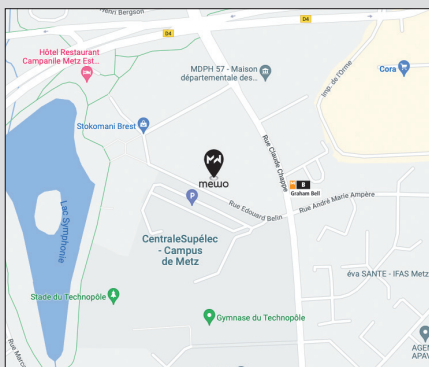 Henri Bergson
D4
D4
Hôtel Restaurant
Campanile Metz Est...
MDPH 57 - Maison
départementale des...
Imp. de l'Orme
Cora
Stokomani Brest
Rue Claude Chappe
mewo
B
Graham Bell
P
Rue Edouard Belin
Rue André Marie Ampère
Lac Symphonie
CentraleSupélec
- Campus
de Metz
éva SANTE - IFAS Metz
Stade du Technopôle
Gymnase du Technopôle
Rue Marco
AGEN
APAV